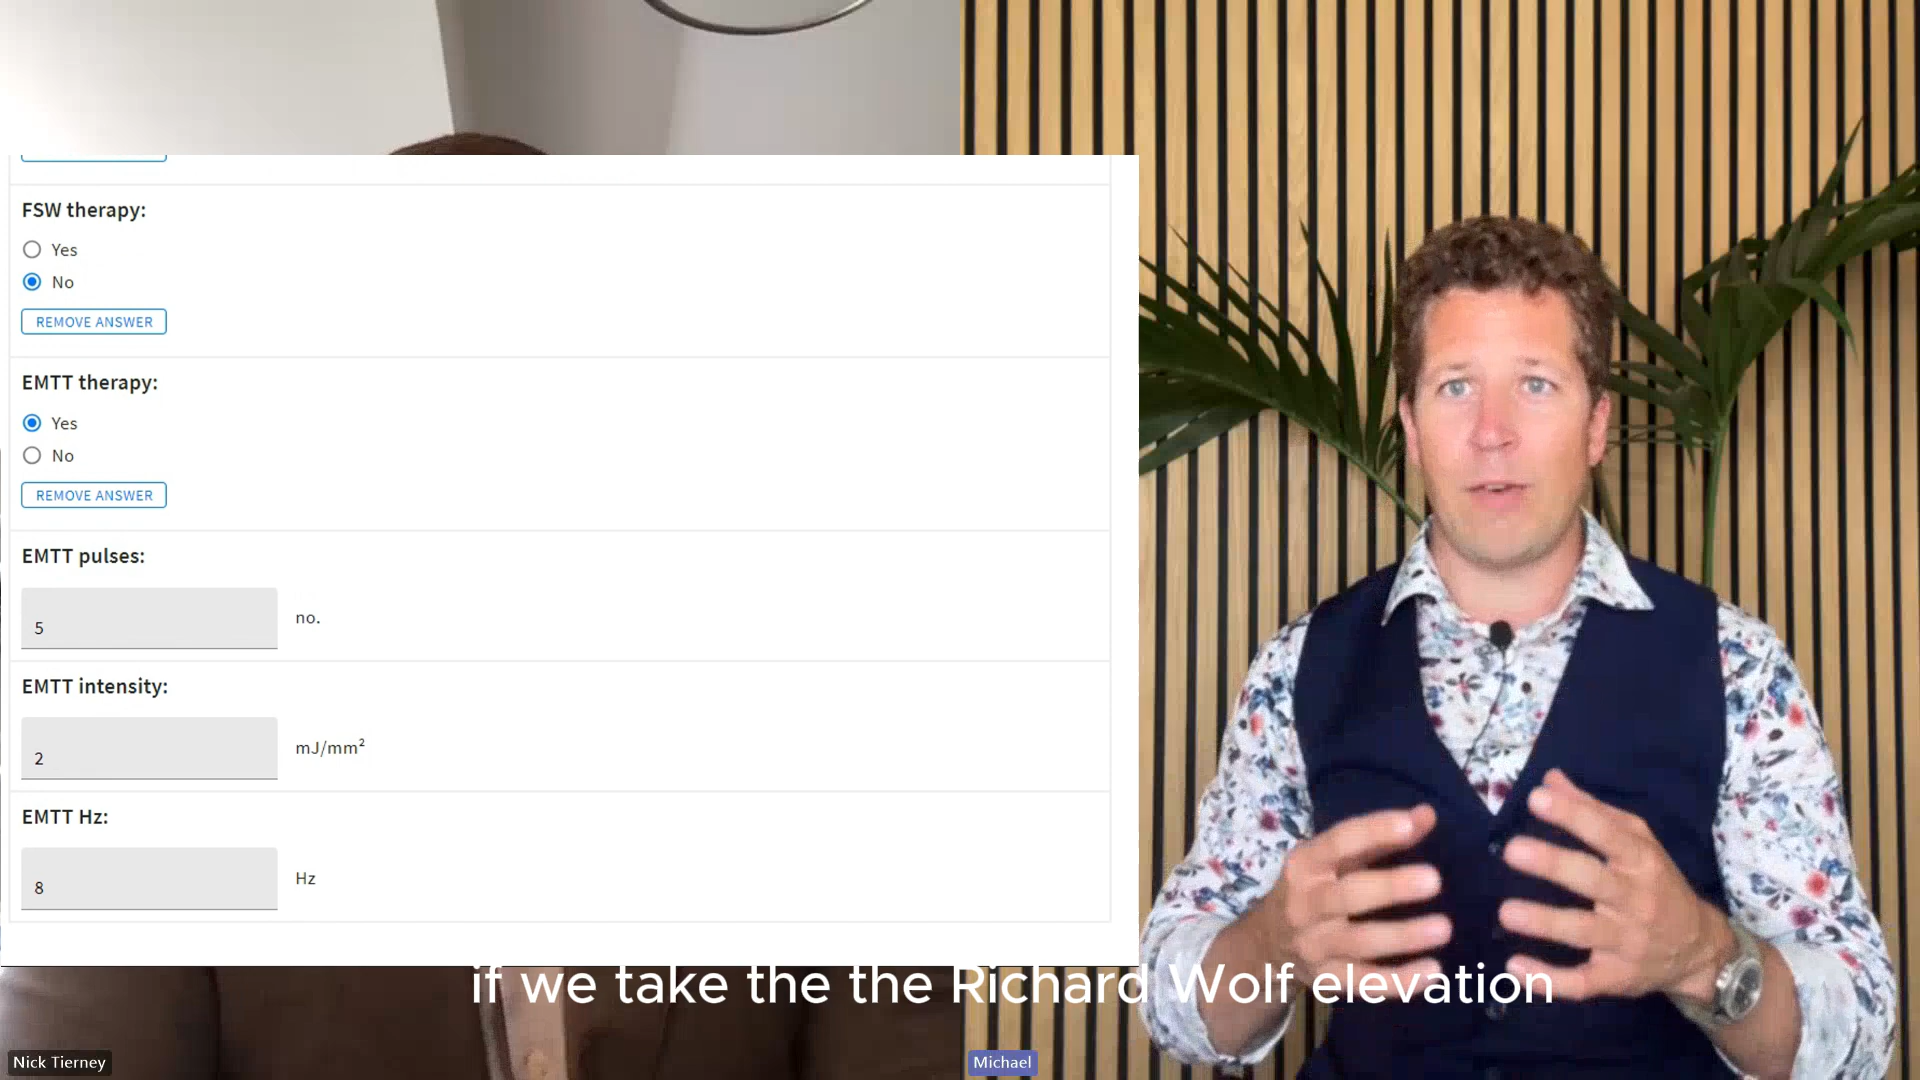 FSW therapy:
Yes
No
REMOVE ANSWER
EMTT therapy:
Yes
No
REMOVE ANSWER
EMTT pulses:
5 no.
EMTT intensity:
2 mJ/mm²
EMTT Hz:
8 Hz
if we take the the Richard Wolf elevation
Nick Tierney
Michael